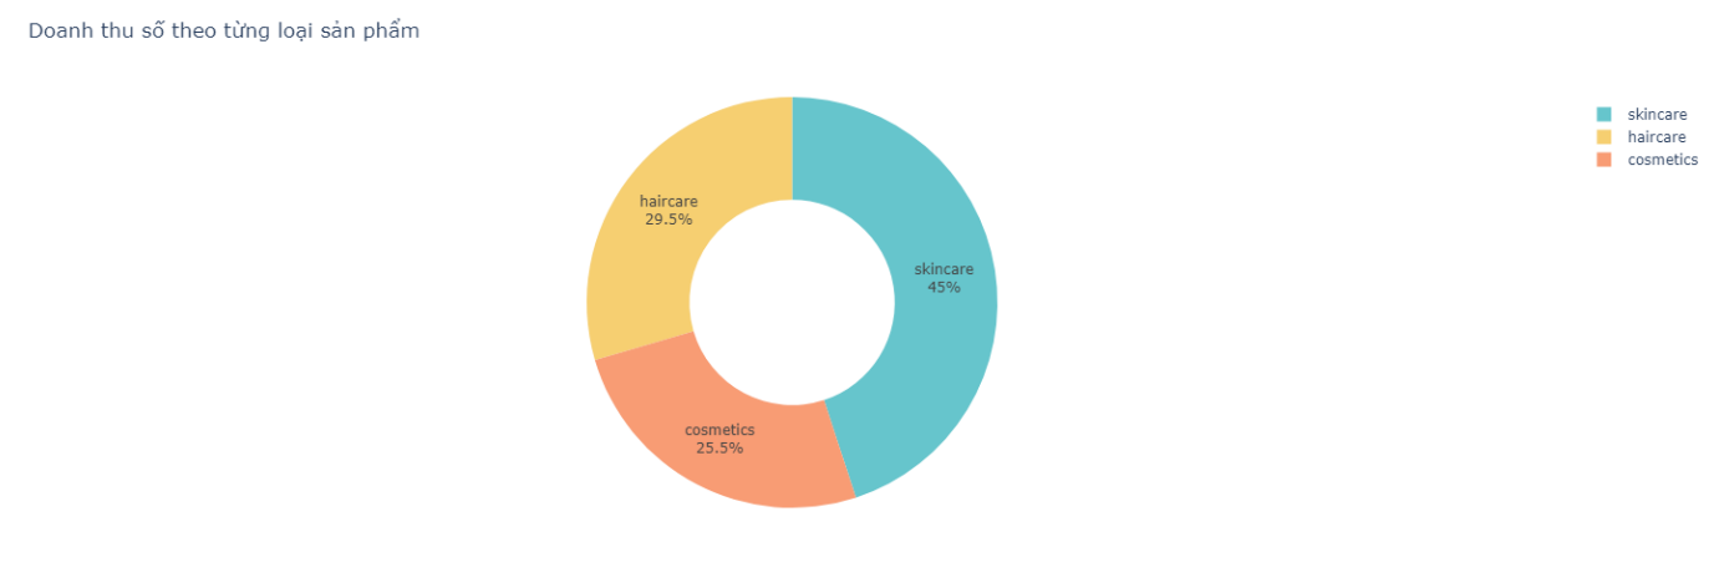 Doanh thu số theo từng loại sản phẩm
skincare
haircare
cosmetics
haircare
29.5%
skincare
45%
cosmetics
25.5%